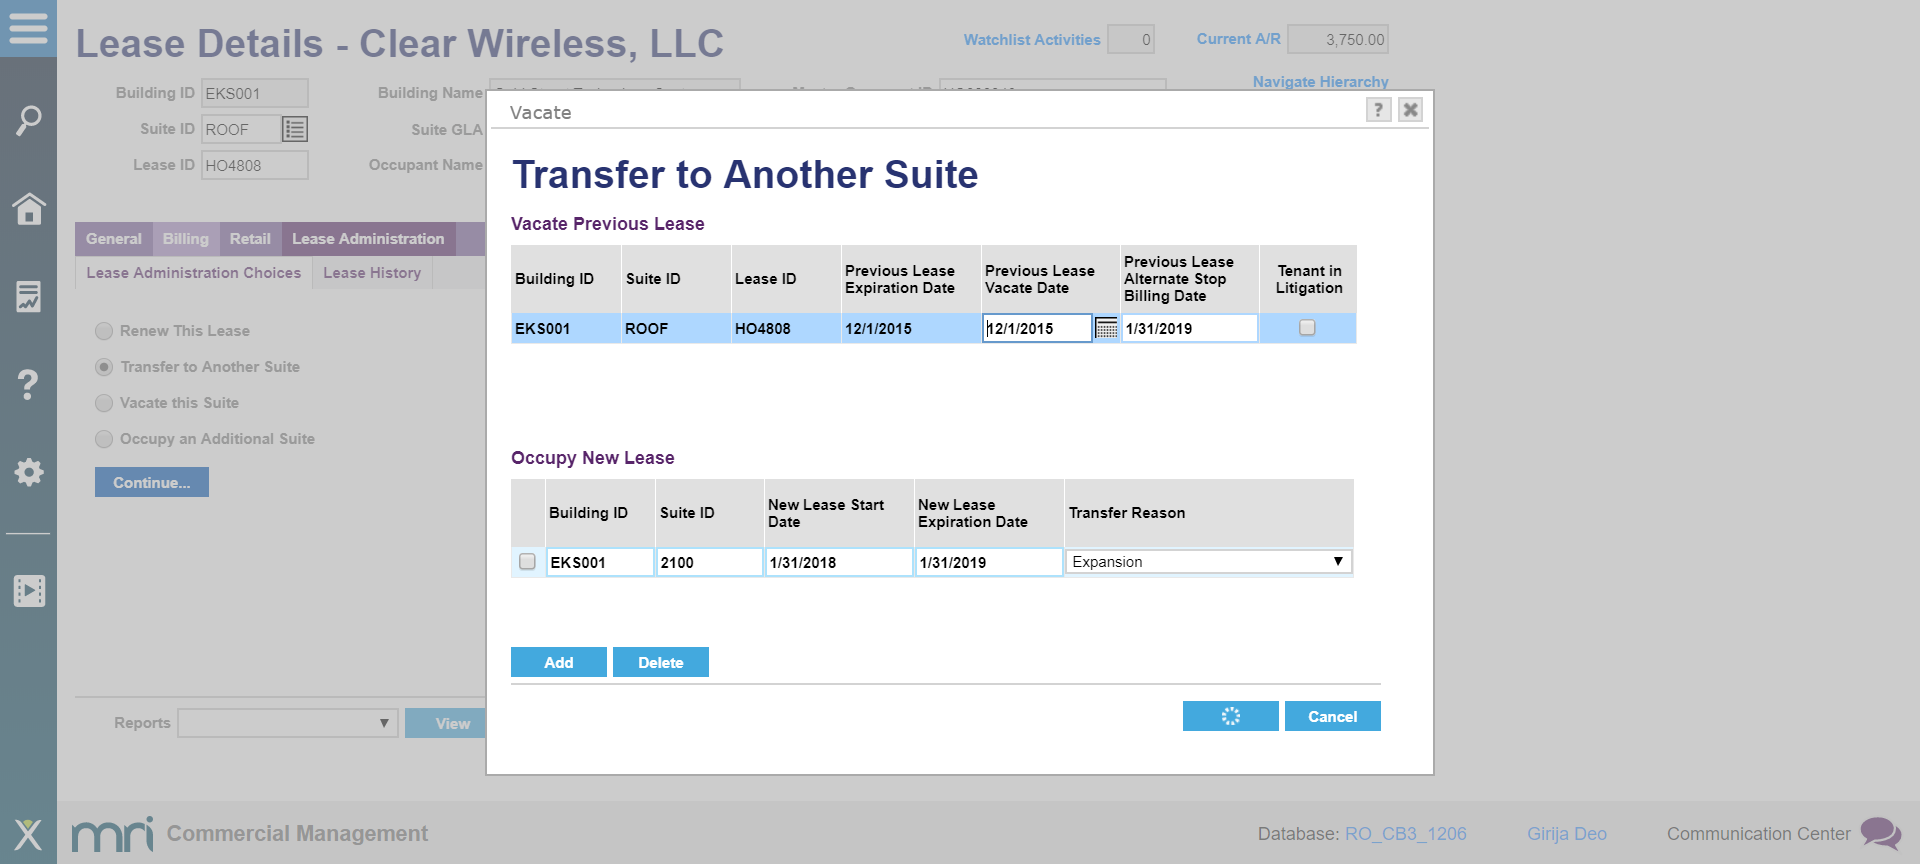 Lease Details - Clear Wireless, LLC
Watchlist Activities 0
Current A/R 3,750.00
Navigate Hierarchy
Building ID EKS001
Building Name
Suite ID ROOF
Suite GLA
Lease ID HO4808
Occupant Name
General Billing Retail Lease Administration
Lease Administration Choices Lease History
Renew This Lease
Transfer to Another Suite
Vacate this Suite
Occupy an Additional Suite
Continue...
Reports View
Vacate ?
Transfer to Another Suite
Vacate Previous Lease
Building ID
Suite ID
Lease ID
Previous Lease
Expiration Date
Previous Lease
Vacate Date
Previous Lease
Alternate Stop
Billing Date
Tenant in
Litigation
EKS001 ROOF HO4808 12/1/2015 12/1/2015 1/31/2019
Occupy New Lease
Building ID
Suite ID
New Lease Start
Date
New Lease
Expiration Date
Transfer Reason
EKS001 2100 1/31/2018 1/31/2019 Expansion
Add Delete
Cancel
mri Commercial Management
Database: RO_CB3_1206
Girija Deo
Communication Center